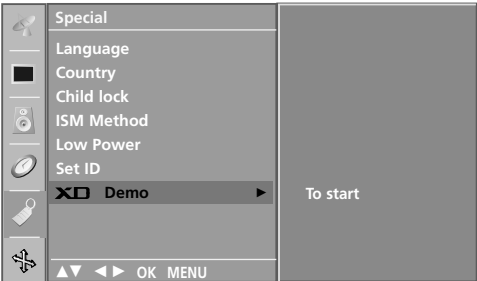 Special
Language
Country
Child lock
ISM Method
Low Power
Set ID
XD Demo ► To start
▲▼ ◄► OK MENU